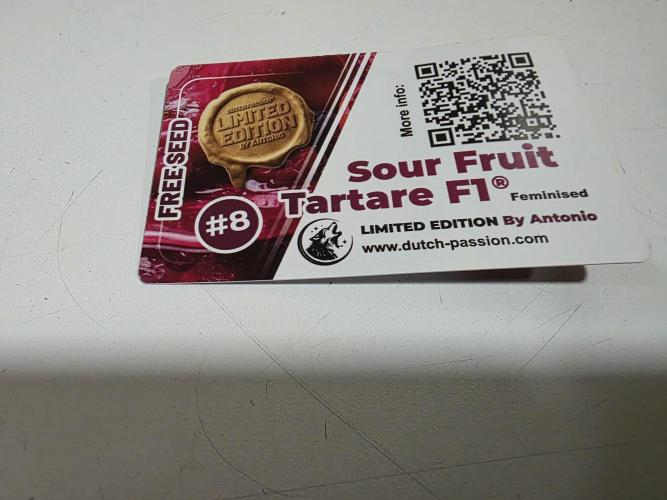 FREE SEED
DUTCH PASSION
LIMITED
EDITION
BY ANTONIO
#8
More info:
Sour Fruit
Tartare F1®
Feminised
LIMITED EDITION By Antonio
www.dutch-passion.com